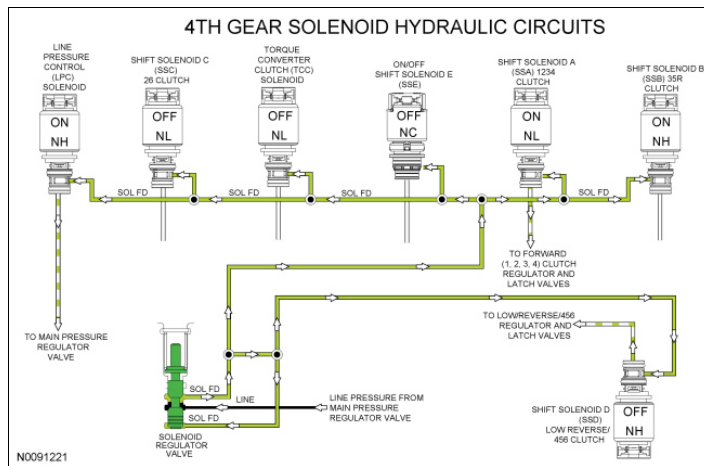 4TH GEAR SOLENOID HYDRAULIC CIRCUITS
LINE
PRESSURE
CONTROL
(LPC)
SOLENOID
SHIFT SOLENOID C
(SSC)
26 CLUTCH
TORQUE
CONVERTER
CLUTCH (TCC)
SOLENOID
ON/OFF
SHIFT SOLENOID E
(SSE)
SHIFT SOLENOID A
(SSA) 1234
CLUTCH
SHIFT SOLENOID B
(SSB) 35R
CLUTCH
ON
NH
OFF
NL
OFF
NL
OFF
NC
ON
NL
ON
NH
SOL FD
SOL FD
SOL FD
SOL FD
TO FORWARD
(1, 2, 3, 4) CLUTCH
REGULATOR AND
LATCH VALVES
TO MAIN PRESSURE
REGULATOR
VALVE
TO LOW/REVERSE/456
REGULATOR AND
LATCH VALVES
SOL FD
LINE
SOL FD
LINE PRESSURE FROM
MAIN PRESSURE
REGULATOR VALVE
SOLENOID
REGULATOR
VALVE
SHIFT SOLENOID D
(SSD)
LOW REVERSE/
456 CLUTCH
OFF
NH
N0091221